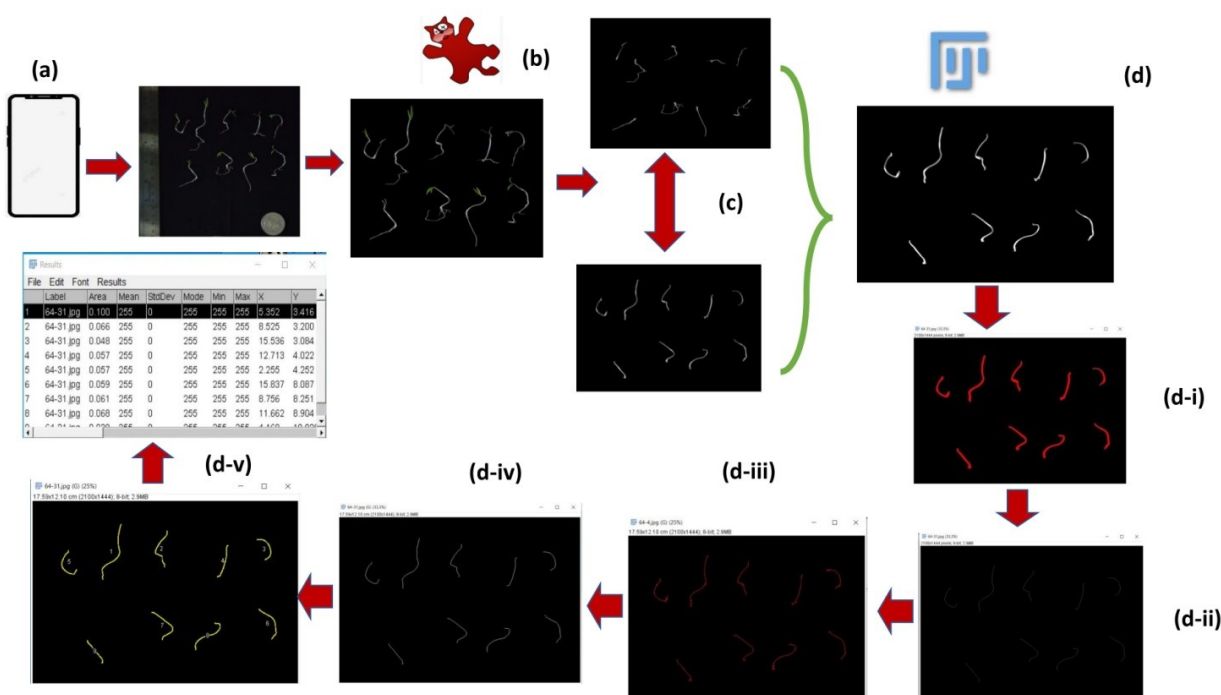 (a)
(b)
(c)
(d)
Results
File Edit Font Results
Label Area Mean StdDev Mode Min Max X Y
1 64-31.jpg 0.100 255 0 255 255 255 5.352 3.416
2 64-31.jpg 0.066 255 0 255 255 255 8.525 3.200
3 64-31.jpg 0.048 255 0 255 255 255 15.536 3.084
4 64-31.jpg 0.057 255 0 255 255 255 12.713 4.022
5 64-31.jpg 0.057 255 0 255 255 255 2.255 4.252
6 64-31.jpg 0.059 255 0 255 255 255 15.837 8.087
7 64-31.jpg 0.061 255 0 255 255 255 8.756 8.251
8 64-31.jpg 0.068 255 0 255 255 255 11.662 8.904
(d-i)
(d-ii)
(d-iii)
64-4.jpg (G) (25%)
17.59x12.10 cm (2100x1444); 8-bit; 2.9MB
(d-iv)
17.59x12.10 cm (2100x1444); 8-bit; 2.9MB
(d-v)
64-31.jpg (G) (25%)
17.59x12.10 cm (2100x1444); 8-bit; 2.9MB
5
1
2
4
3
7
6